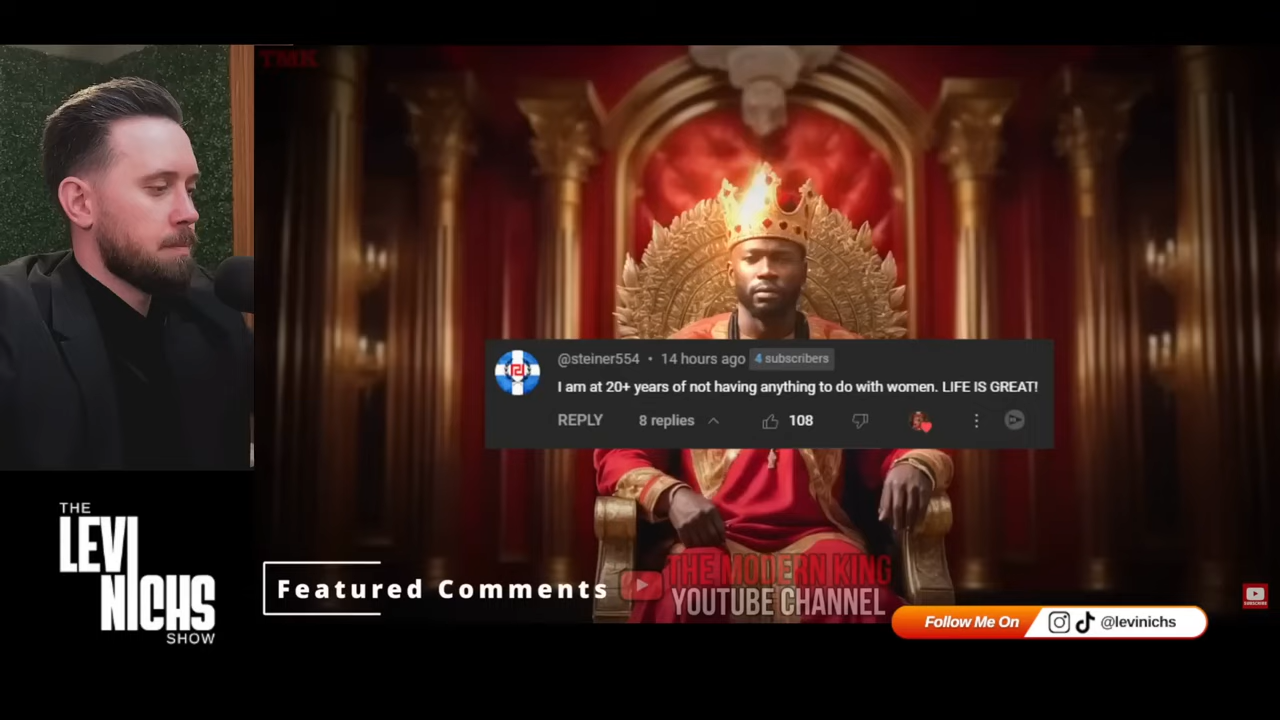 TMK
@steiner554 • 14 hours ago 4 subscribers
I am at 20+ years of not having anything to do with women. LIFE IS GREAT!
REPLY 8 replies 108
THE
LEVI
NICHS
SHOW
Featured Comments
THE MODERN KING
YOUTUBE CHANNEL
Follow Me On @levinichs
SUBSCRIBE